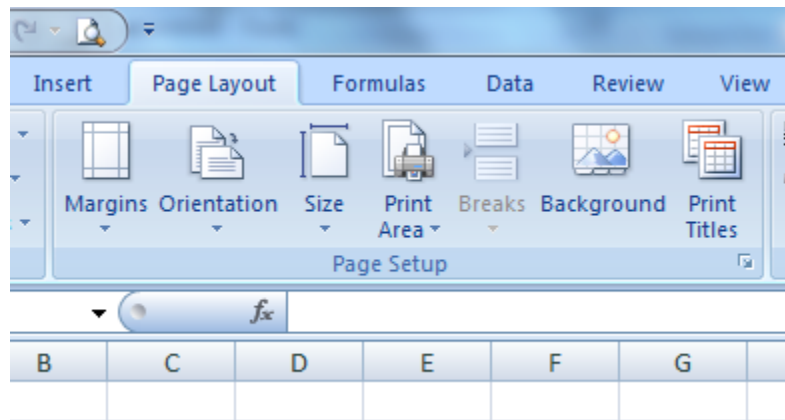 Insert Page Layout Formulas Data Review View
Margins Orientation Size Print Area Breaks Background Print Titles
Page Setup
fx
B C D E F G